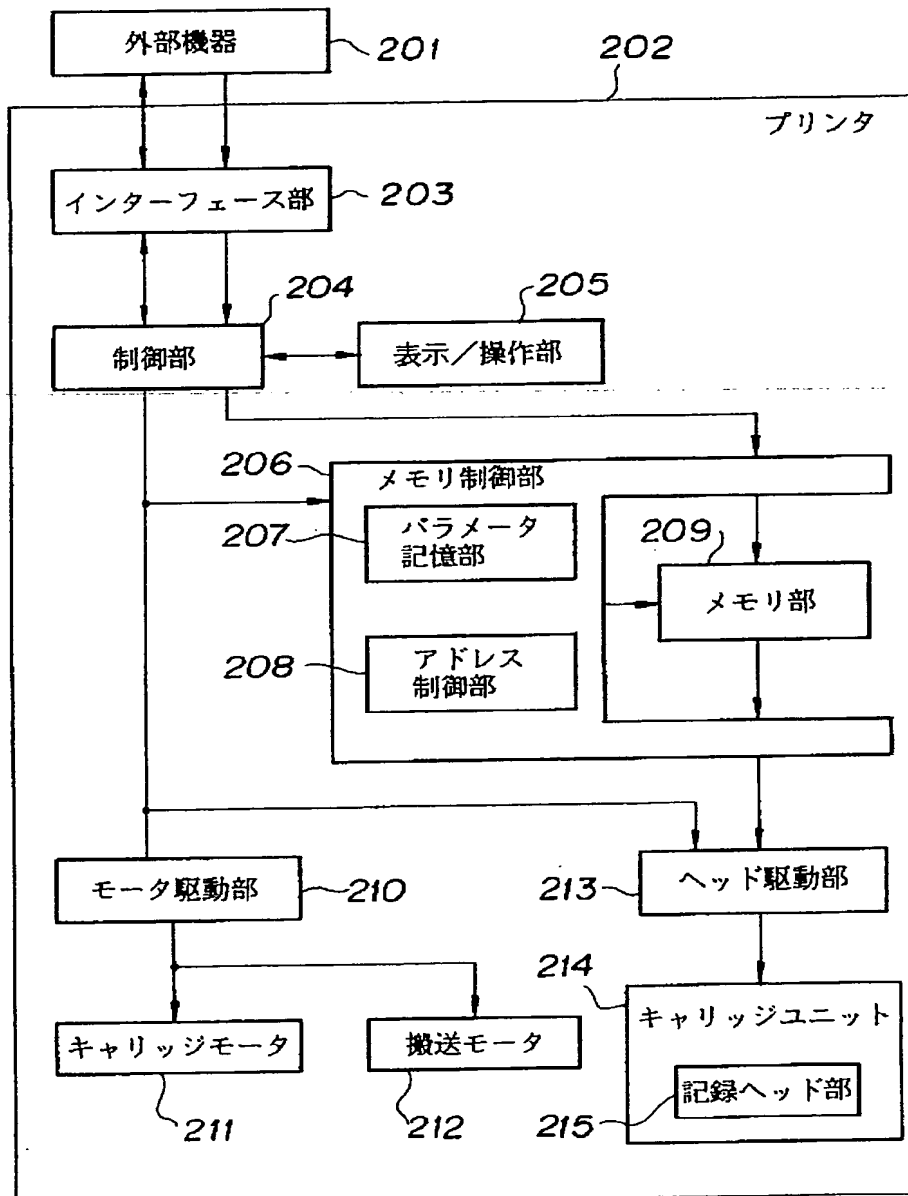 外部機器
201
202
プリンタ
インターフェース部
203
204
205
制御部
表示／操作部
206
メモリ制御部
207
パラメータ
記憶部
209
メモリ部
208
アドレス
制御部
モータ駆動部
210
213
ヘッド駆動部
214
キャリッジユニット
キャリッジモータ
搬送モータ
記録ヘッド部
215
211
212